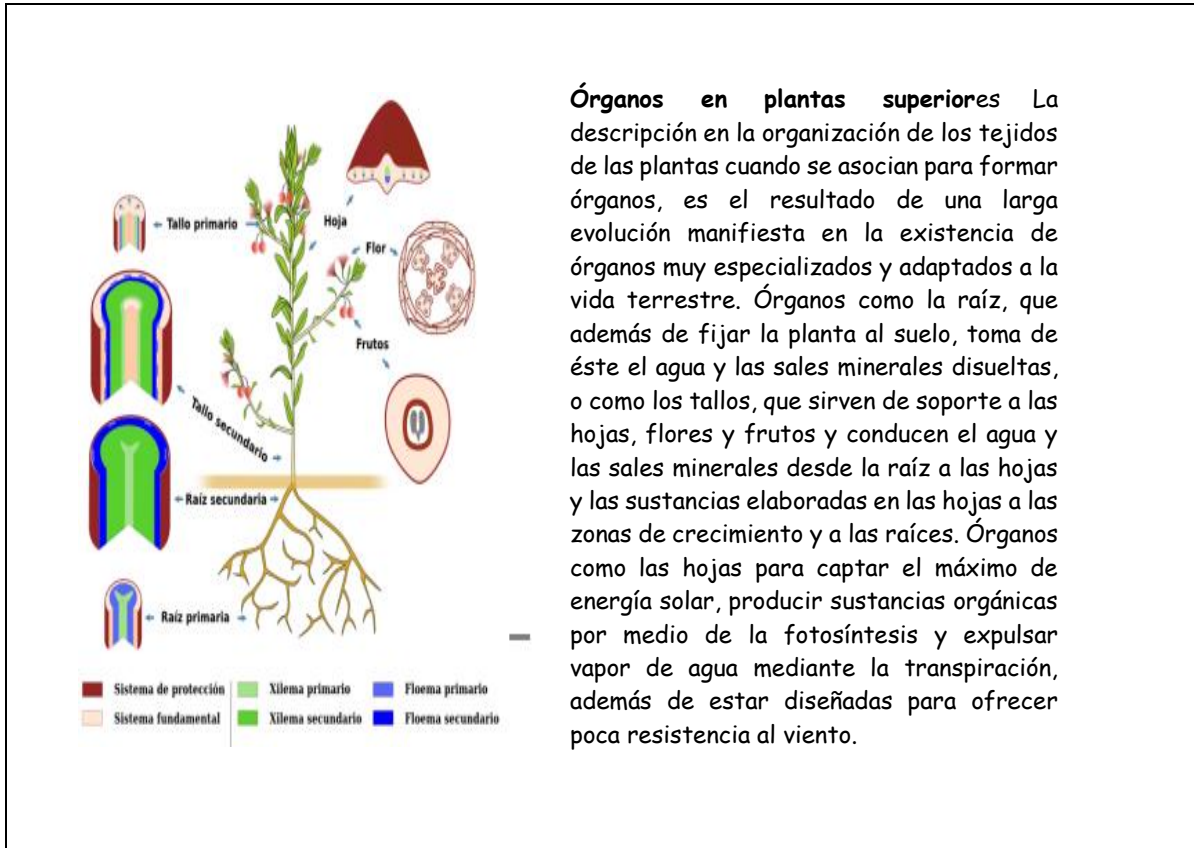 Tallo primario
Hoja
Flor
Frutos
Tallo secundario
Raíz secundaria
Raíz primaria
Sistema de protección
Sistema fundamental
Xilema primario
Xilema secundario
Floema primario
Floema secundario
Órganos en plantas superiores La
descripción en la organización de los tejidos
de las plantas cuando se asocian para formar
órganos, es el resultado de una larga
evolución manifiesta en la existencia de
órganos muy especializados y adaptados a la
vida terrestre. Órganos como la raíz, que
además de fijar la planta al suelo, toma de
éste el agua y las sales minerales disueltas,
o como los tallos, que sirven de soporte a las
hojas, flores y frutos y conducen el agua y
las sales minerales desde la raíz a las hojas
y las sustancias elaboradas en las hojas a las
zonas de crecimiento y a las raíces. Órganos
como las hojas para captar el máximo de
energía solar, producir sustancias orgánicas
por medio de la fotosíntesis y expulsar
vapor de agua mediante la transpiración,
además de estar diseñadas para ofrecer
poca resistencia al viento.